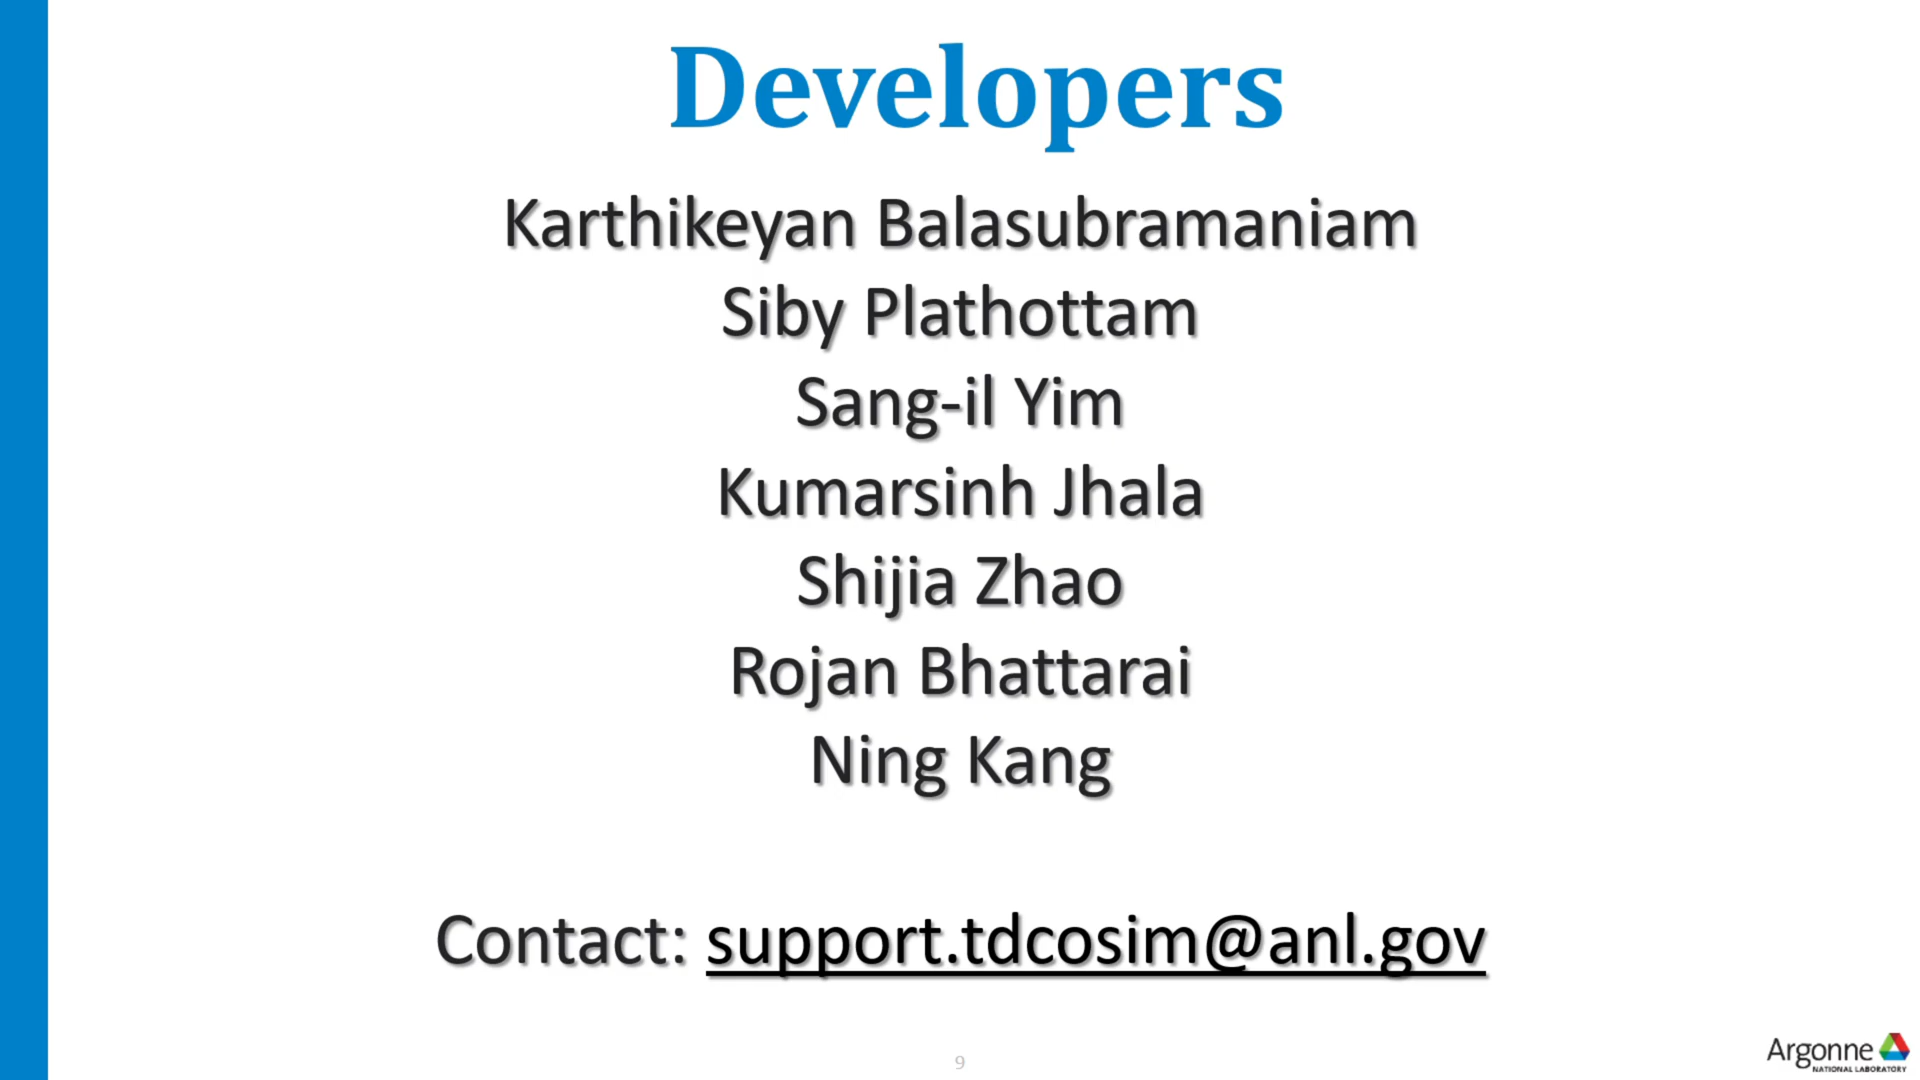 Developers
Karthikeyan Balasubramaniam
Siby Plathottam
Sang-il Yim
Kumarsinh Jhala
Shijia Zhao
Rojan Bhattarai
Ning Kang
Contact: support.tdcosim@anl.gov
9
Argonne
NATIONAL LABORATORY